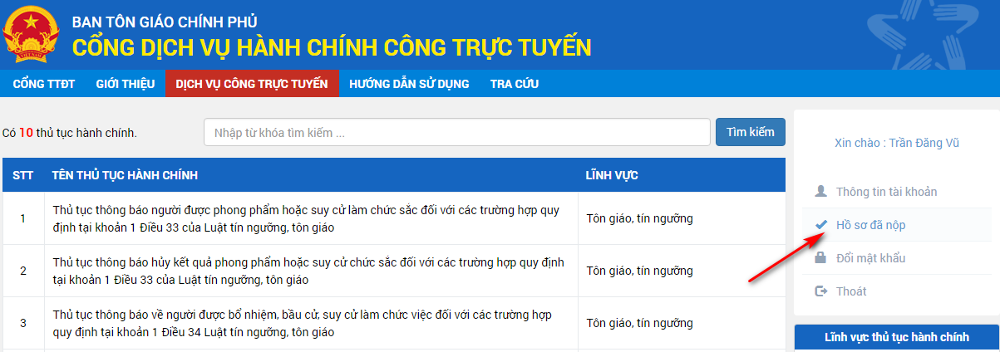 BAN TÔN GIÁO CHÍNH PHỦ
CỔNG DỊCH VỤ HÀNH CHÍNH CÔNG TRỰC TUYẾN
CỔNG TTĐT GIỚI THIỆU DỊCH VỤ CÔNG TRỰC TUYẾN HƯỚNG DẪN SỬ DỤNG TRA CỨU
Có 10 thủ tục hành chính.
Nhập từ khóa tìm kiếm ...
Tìm kiếm
STT TÊN THỦ TỤC HÀNH CHÍNH LĨNH VỰC
1
Thủ tục thông báo người được phong phẩm hoặc suy cử làm chức sắc đối với các trường hợp quy
định tại khoản 1 Điều 33 của Luật tín ngưỡng, tôn giáo
Tôn giáo, tín ngưỡng
2
Thủ tục thông báo hủy kết quả phong phẩm hoặc suy cử chức sắc đối với các trường hợp quy định
tại khoản 1 Điều 33 của Luật tín ngưỡng, tôn giáo
Tôn giáo, tín ngưỡng
3
Thủ tục thông báo về người được bổ nhiệm, bầu cử, suy cử làm chức việc đối với các trường hợp
quy định tại khoản 1 Điều 34 Luật tín ngưỡng, tôn giáo
Tôn giáo, tín ngưỡng
Xin chào : Trần Đăng Vũ
Thông tin tài khoản
Hồ sơ đã nộp
Đổi mật khẩu
Thoát
Lĩnh vực thủ tục hành chính